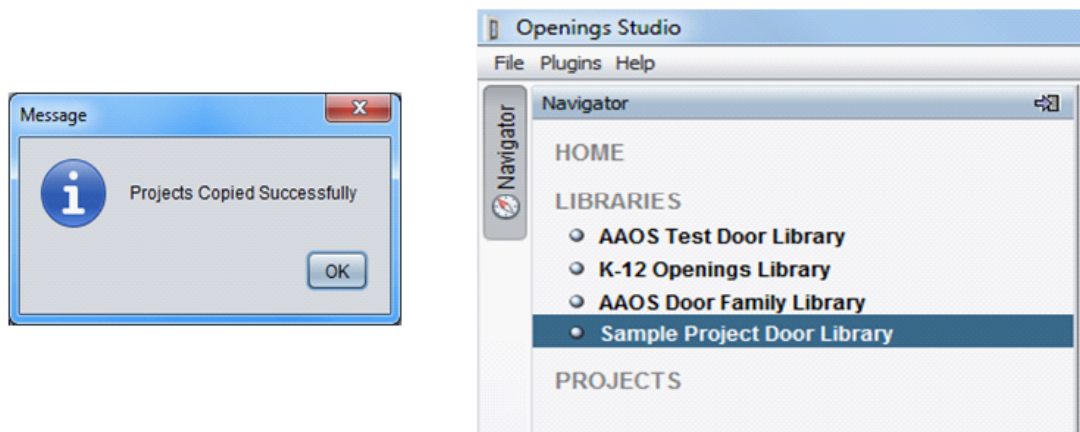 Message
Projects Copied Successfully
OK
Openings Studio
File Plugins Help
Navigator
Navigator
HOME
LIBRARIES
AAOS Test Door Library
K-12 Openings Library
AAOS Door Family Library
Sample Project Door Library
PROJECTS